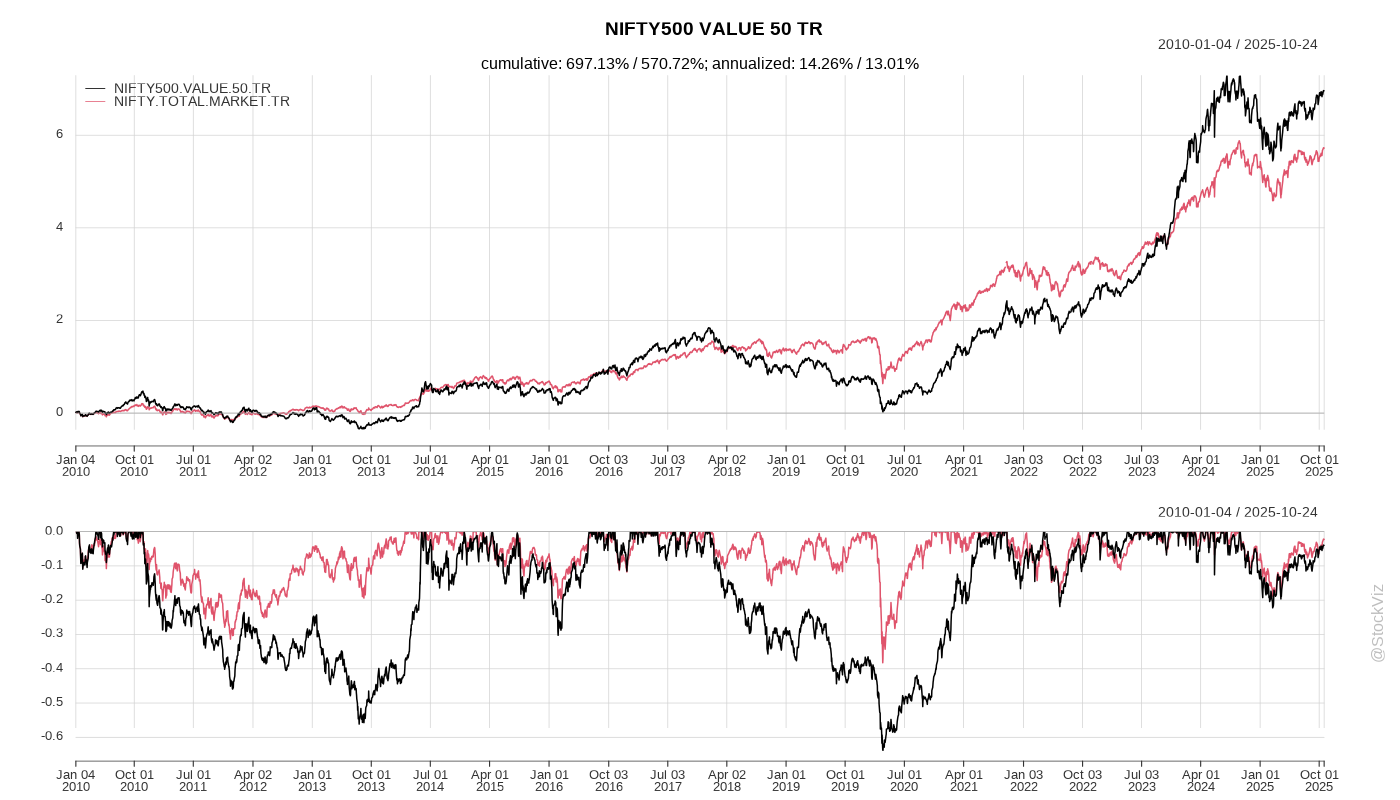 NIFTY500 VALUE 50 TR
2010-01-04 / 2025-10-24
cumulative: 697.13% / 570.72%; annualized: 14.26% / 13.01%
NIFTY500.VALUE.50.TR
NIFTY.TOTAL.MARKET.TR
6
4
2
0
Jan 04 Oct 01 Jul 01 Apr 02 Jan 01 Oct 01 Jul 01 Apr 01 Jan 01 Oct 03 Jul 03 Apr 02 Jan 01 Oct 01 Jul 01 Apr 01 Jan 03 Oct 03 Jul 03 Apr 01 Jan 01 Oct 01
2010 2010 2011 2012 2013 2013 2014 2015 2016 2016 2017 2018 2019 2019 2020 2021 2022 2022 2023 2024 2025 2025
2010-01-04 / 2025-10-24
0.0
-0.1
-0.2
-0.3
-0.4
-0.5
-0.6
Jan 04 Oct 01 Jul 01 Apr 02 Jan 01 Oct 01 Jul 01 Apr 01 Jan 01 Oct 03 Jul 03 Apr 02 Jan 01 Oct 01 Jul 01 Apr 01 Jan 03 Oct 03 Jul 03 Apr 01 Jan 01 Oct 01
2010 2010 2011 2012 2013 2013 2014 2015 2016 2016 2017 2018 2019 2019 2020 2021 2022 2022 2023 2024 2025 2025
@StockViz